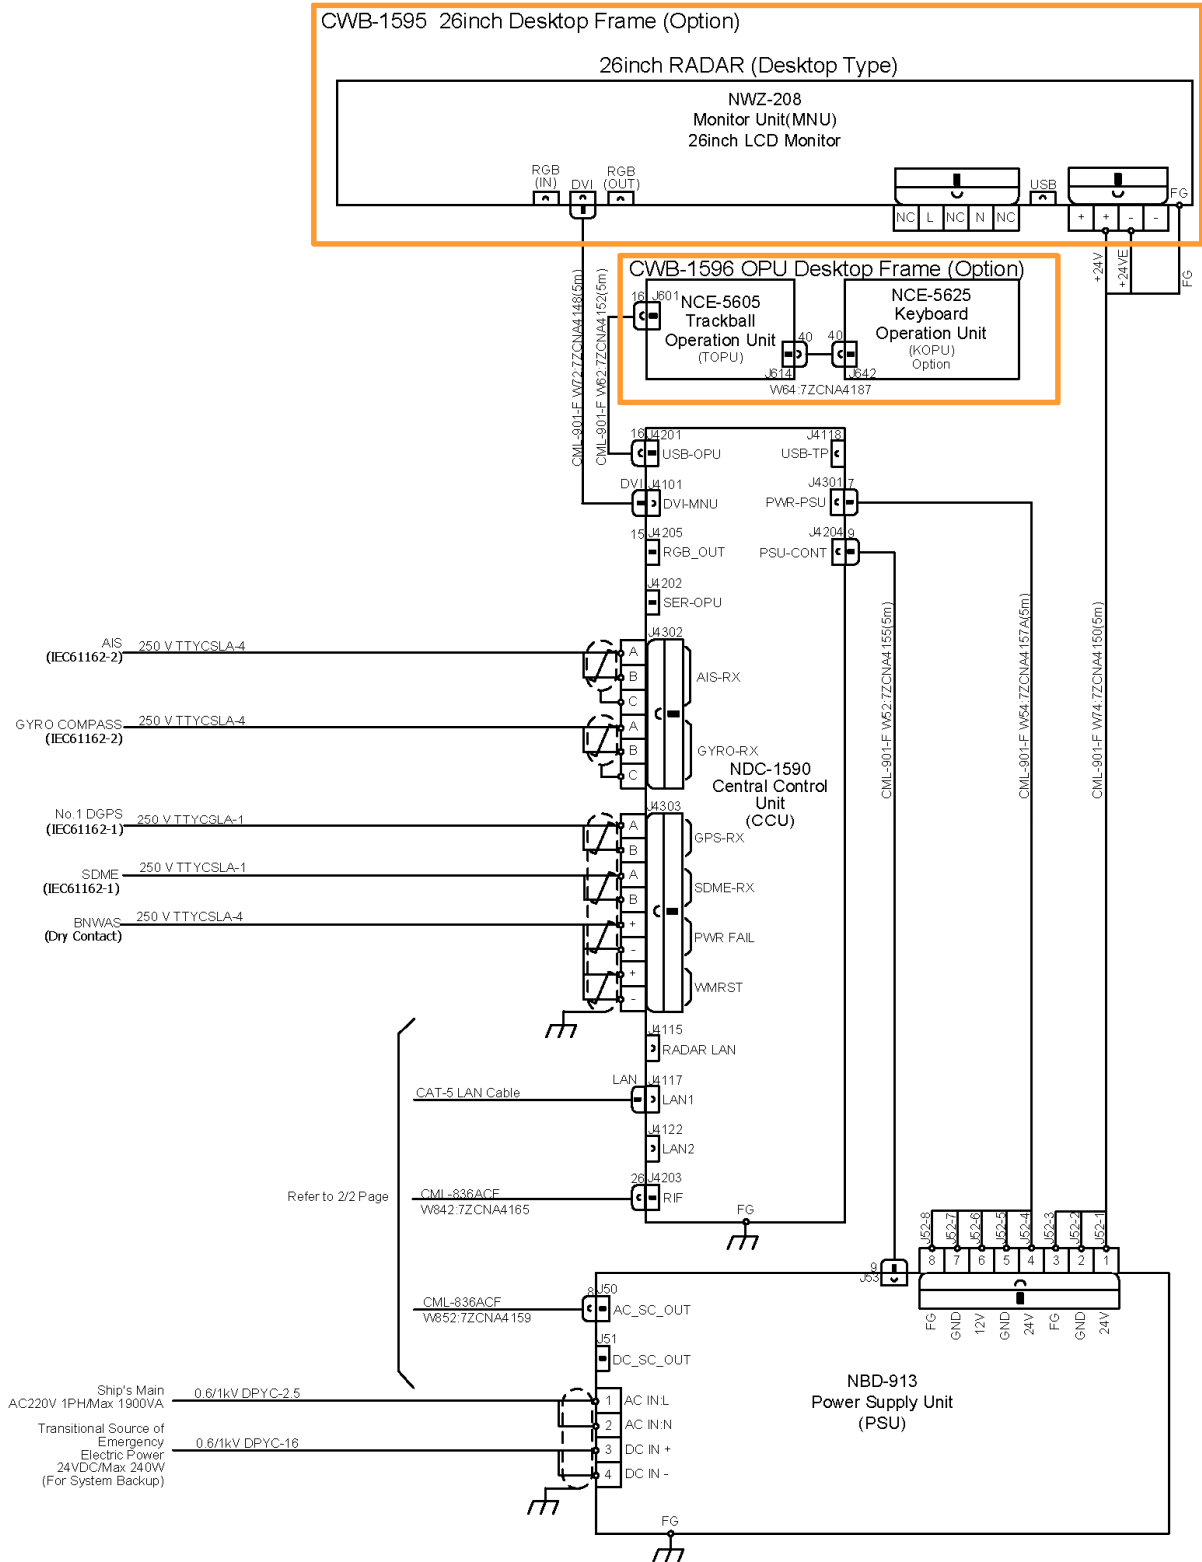 CWB-1595  26inch Desktop Frame (Option)
26inch RADAR (Desktop Type)
NWZ-208
Monitor Unit(MNU)
26inch LCD Monitor
RGB
(IN)
DVI
RGB
(OUT)
USB
FG
NC L NC N NC
+ + - -
+24V
+24VE
FG
CWB-1596 OPU Desktop Frame (Option)
16 J601
NCE-5605
Trackball
Operation Unit
(TOPU)
40
J614
NCE-5625
Keyboard
Operation Unit
(KOPU)
Option
40
J642
W64:7ZCNA4187
CML-901-F W72:7ZCNA4148(5m)
CML-901-F W62:7ZCNA4152(5m)
16 J4201
USB-OPU
J4118
USB-TP
DVI J4101
DVI-MNU
J4301 7
PWR-PSU
15 J4205
RGB_OUT
J4204 9
PSU-CONT
J4202
SER-OPU
CML-901-F W52:7ZCNA4155(5m)
CML-901-F W54:7ZCNA4157A(5m)
CML-901-F W74:7ZCNA4150(5m)
AIS
(IEC61162-2)
250 V TTYCSLA-4
J4302
A
B
C
AIS-RX
GYRO COMPASS
(IEC61162-2)
250 V TTYCSLA-4
A
B
C
GYRO-RX
NDC-1590
Central Control
Unit
(CCU)
No.1 DGPS
(IEC61162-1)
250 V TTYCSLA-1
J4303
A
B
GPS-RX
SDME
(IEC61162-1)
250 V TTYCSLA-1
A
B
SDME-RX
BNWAS
(Dry Contact)
250 V TTYCSLA-4
+
-
PWR FAIL
+
-
WMRST
J4115
RADAR LAN
CAT-5 LAN Cable
LAN J4117
LAN1
J4122
LAN2
Refer to 2/2 Page
CML-836ACF
W842:7ZCNA4165
26 J4203
RIF
FG
J52-8
J52-7
J52-6
J52-5
J52-4
J52-3
J52-2
J52-1
8 7 6 5 4 3 2 1
FG
GND
12V
GND
24V
FG
GND
24V
9
J53
CML-836ACF
W852:7ZCNA4159
8 J50
AC_SC_OUT
J51
DC_SC_OUT
NBD-913
Power Supply Unit
(PSU)
Ship's Main
AC220V 1PH/Max 1900VA
0.6/1kV DPYC-2.5
1 AC IN:L
2 AC IN:N
Transitional Source of
Emergency
Electric Power
24VDC/Max 240W
(For System Backup)
0.6/1kV DPYC-16
3 DC IN +
4 DC IN -
FG